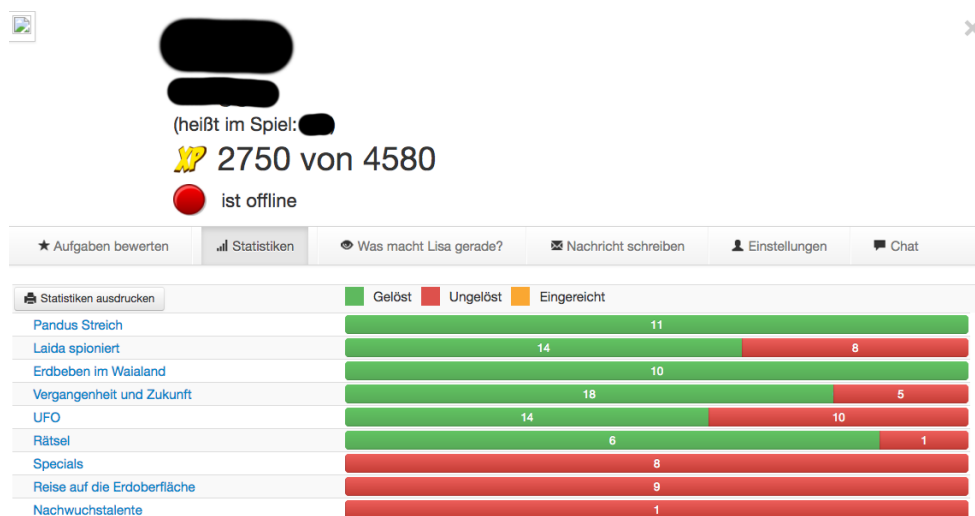 (heißt im Spiel:
XP 2750 von 4580
ist offline
Aufgaben bewerten Statistiken Was macht Lisa gerade? Nachricht schreiben Einstellungen Chat
Statistiken ausdrucken Gelöst Ungelöst Eingereicht
Pandus Streich 11
Laida spioniert 14 8
Erdbeben im Waialand 10
Vergangenheit und Zukunft 18 5
UFO 14 10
Rätsel 6 1
Specials 8
Reise auf die Erdoberfläche 9
Nachwuchstalente 1